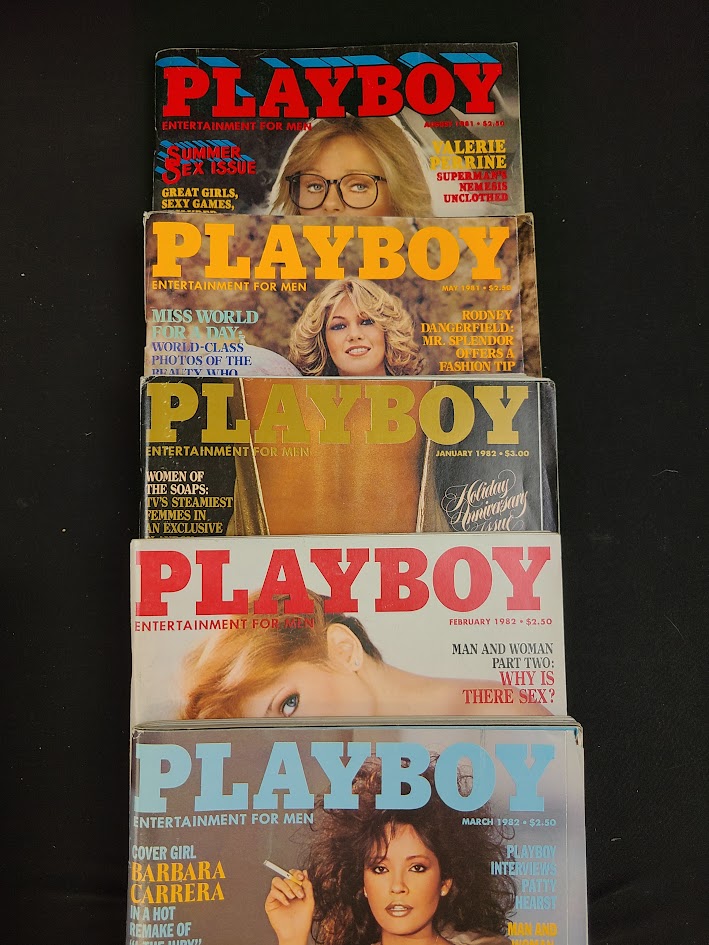 PLAYBOY
ENTERTAINMENT FOR MEN
AUGUST 1981 • $2.50
SUMMER
SEX ISSUE
GREAT GIRLS,
SEXY GAMES,
VALERIE
PERRINE
SUPERMAN'S
NEMESIS
UNCLOTHED
PLAYBOY
ENTERTAINMENT FOR MEN
MAY 1981 • $2.50
MISS WORLD
FOR A DAY:
WORLD-CLASS
PHOTOS OF THE
BEAUTY WHO
RODNEY
DANGERFIELD:
MR. SPLENDOR
OFFERS A
FASHION TIP
PLAYBOY
ENTERTAINMENT FOR MEN
JANUARY 1982 • $3.00
WOMEN OF
THE SOAPS:
TV'S STEAMIEST
FEMMES IN
AN EXCLUSIVE
Holiday
Anniversary
Issue
PLAYBOY
ENTERTAINMENT FOR MEN
FEBRUARY 1982 • $2.50
MAN AND WOMAN
PART TWO:
WHY IS
THERE SEX?
PLAYBOY
ENTERTAINMENT FOR MEN
MARCH 1982 • $2.50
COVER GIRL
BARBARA
CARRERA
IN A HOT
REMAKE OF
PLAYBOY
INTERVIEWS
PATTY
HEARST
MAN AND
WOMAN,